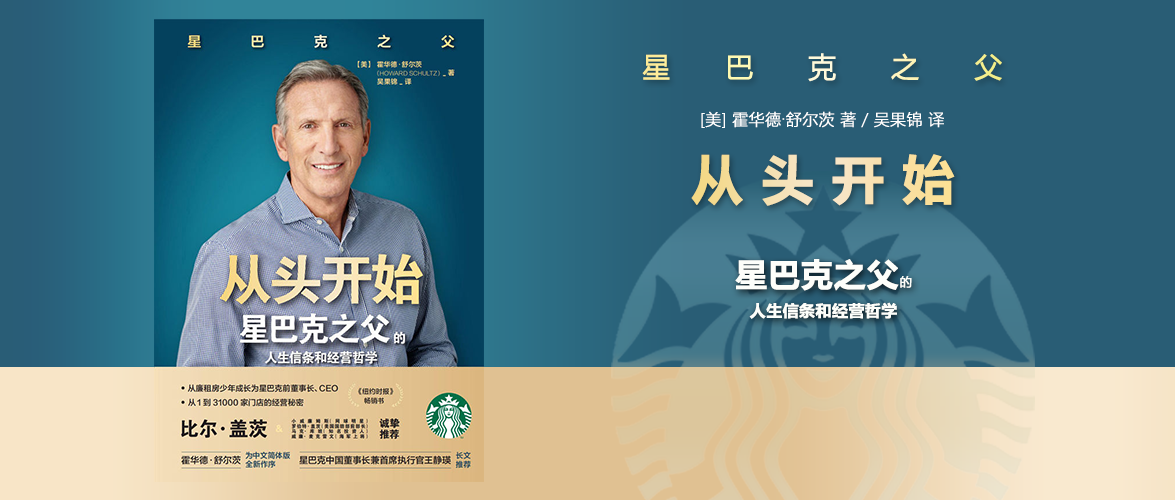 星巴克之父
【美】 霍华德·舒尔茨
(HOWARD SCHULTZ) _ 著
吴果锦 _ 译
从头开始
星巴克之父的
人生信条和经营哲学
• 从廉租房少年成长为星巴克前董事长、CEO
• 从1到31000家门店的经营秘密
《纽约时报》
畅销书
比尔·盖茨
诚挚
推荐
霍华德·舒尔茨 为中文简体版
全新作序
星巴克中国董事长兼首席执行官王静瑛 长文
推荐
星巴克之父
[美] 霍华德·舒尔茨 著 / 吴果锦 译
从头开始
星巴克之父的
人生信条和经营哲学